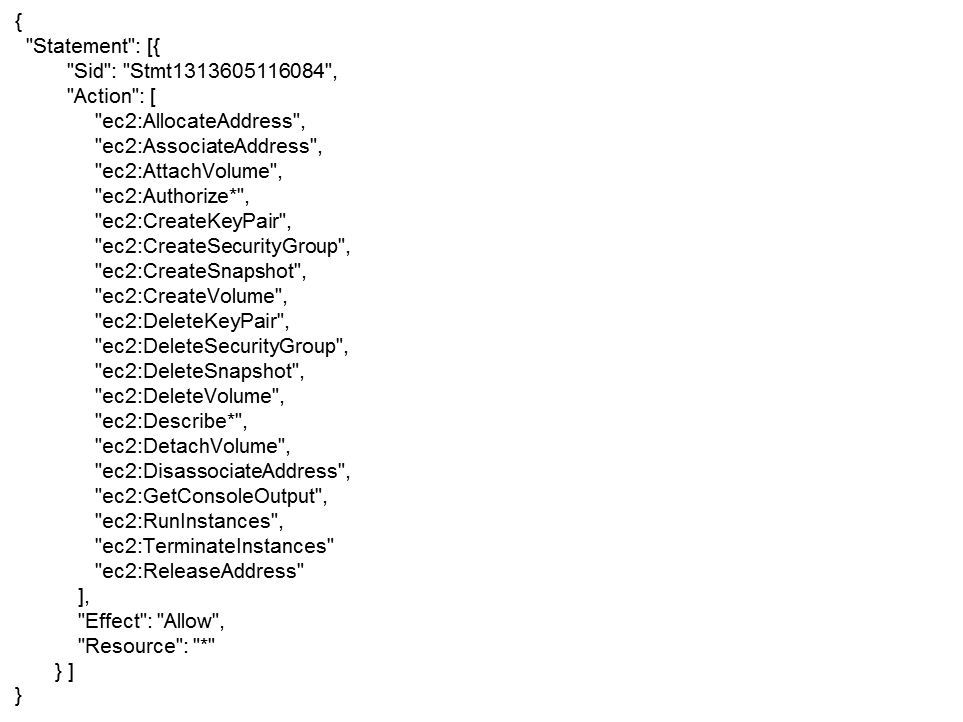 {
"Statement": [{
"Sid": "Stmt1313605116084",
"Action": [
"ec2:AllocateAddress",
"ec2:AssociateAddress",
"ec2:AttachVolume",
"ec2:Authorize*",
"ec2:CreateKeyPair",
"ec2:CreateSecurityGroup",
"ec2:CreateSnapshot",
"ec2:CreateVolume",
"ec2:DeleteKeyPair",
"ec2:DeleteSecurityGroup",
"ec2:DeleteSnapshot",
"ec2:DeleteVolume",
"ec2:Describe*",
"ec2:DetachVolume",
"ec2:DisassociateAddress",
"ec2:GetConsoleOutput",
"ec2:RunInstances",
"ec2:TerminateInstances"
"ec2:ReleaseAddress"
],
"Effect": "Allow",
"Resource": "*"
} ]
}